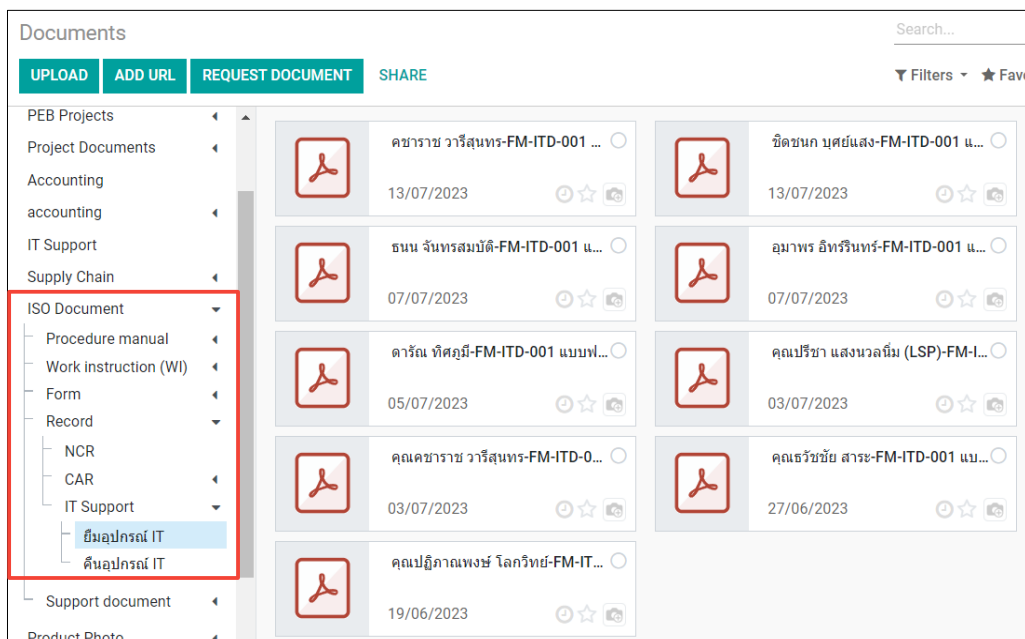 Documents
Search...
UPLOAD ADD URL REQUEST DOCUMENT SHARE
Filters Fav
PEB Projects
Project Documents
Accounting
accounting
IT Support
Supply Chain
ISO Document
Procedure manual
Work instruction (WI)
Form
Record
NCR
CAR
IT Support
ยืมอุปกรณ์ IT
คืนอุปกรณ์ IT
Support document
Product Photo
คชาราช วารีสุนทร-FM-ITD-001 ...
13/07/2023
ชิดชนก บุศย์แสง-FM-ITD-001 แ...
13/07/2023
ธนน จันทรสมบัติ-FM-ITD-001 แ...
07/07/2023
อุมาพร อิทร์รินทร์-FM-ITD-001 แ...
07/07/2023
ดารัณ ทิศภูมี-FM-ITD-001 แบบฟ...
05/07/2023
คุณปรีชา แสงนวลนิ่ม (LSP)-FM-I...
03/07/2023
คุณคชาราช วารีสุนทร-FM-ITD-0...
03/07/2023
คุณธวัชชัย สาระ-FM-ITD-001 แบ...
27/06/2023
คุณปฏิภาณพงษ์ โลกวิทย์-FM-IT...
19/06/2023